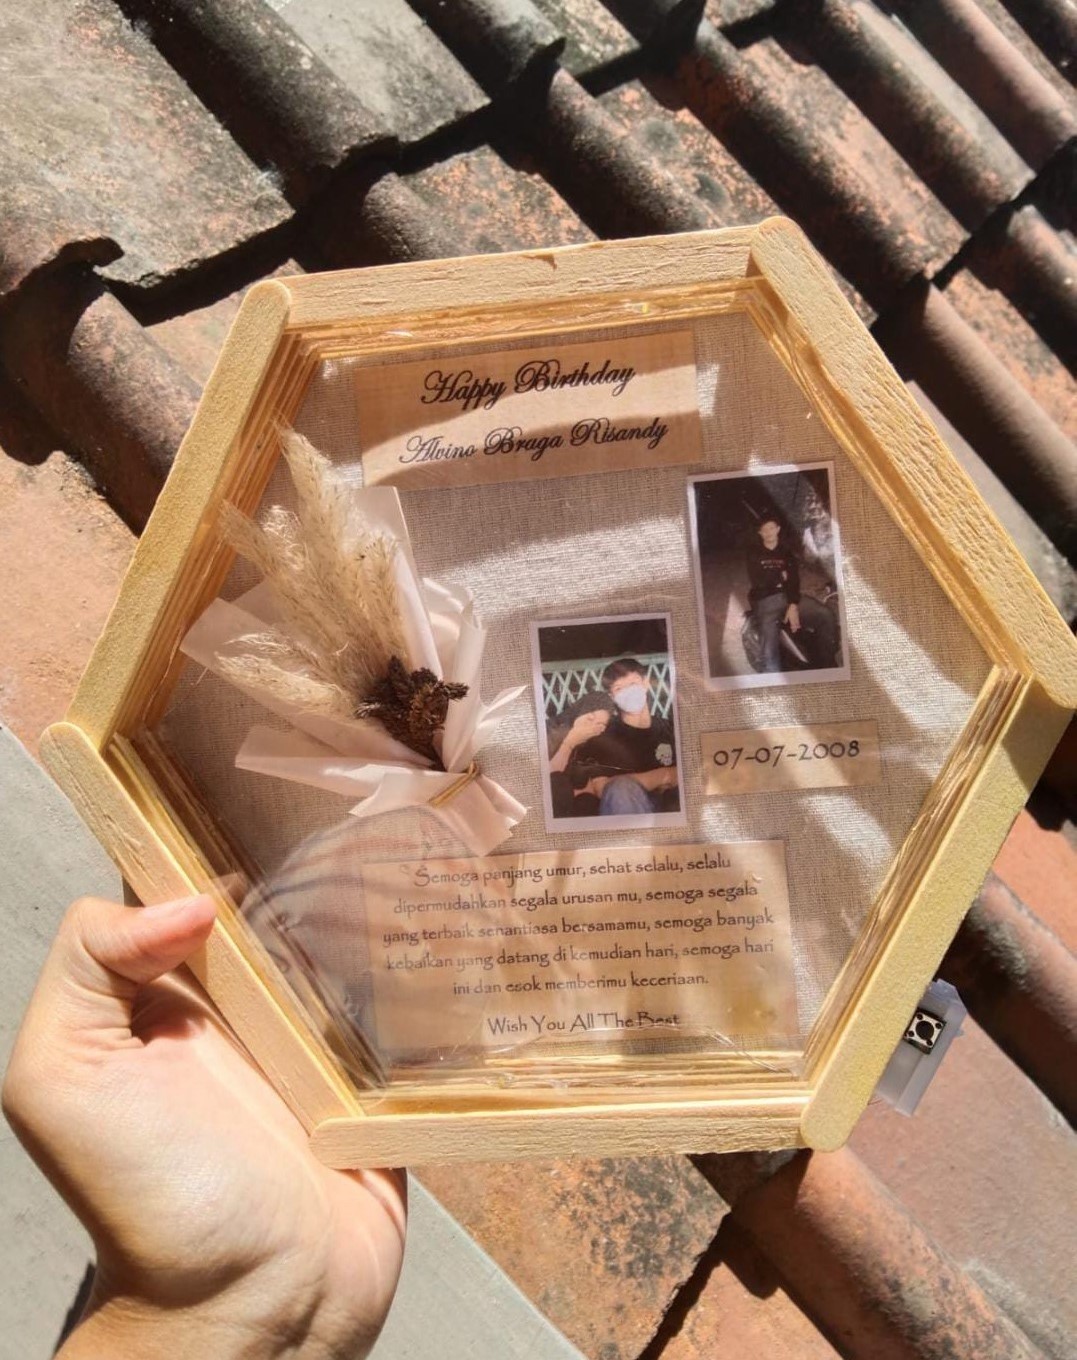 Happy Birthday
Alvino Braga Risandy
07-07-2008
Semoga panjang umur, sehat selalu, selalu
dipermudahkan segala urusan mu, semoga segala
yang terbaik senantiasa bersamamu, semoga banyak
kebaikan yang datang di kemudian hari, semoga hari
ini dan esok memberimu keceriaan.
Wish You All The Best